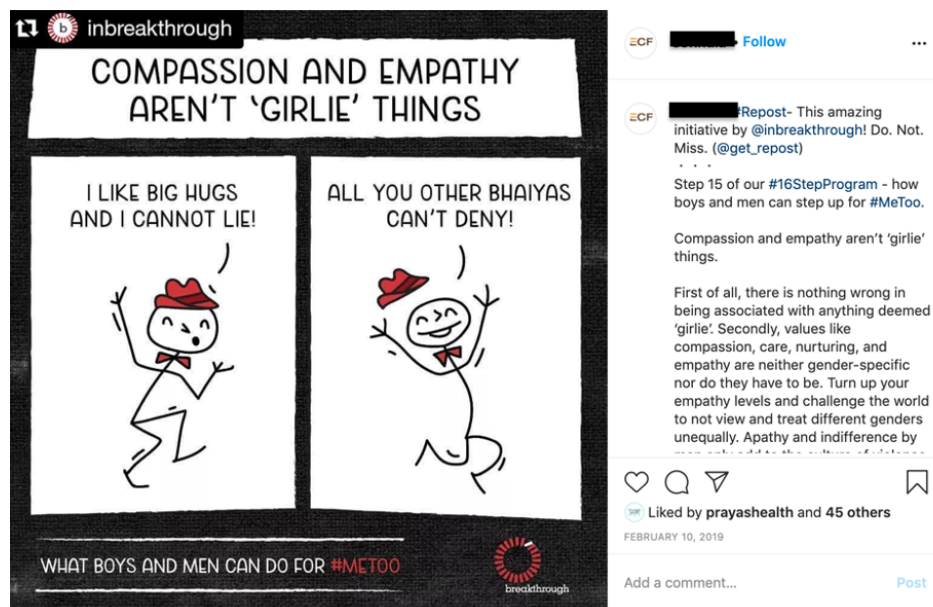 inbreakthrough
COMPASSION AND EMPATHY
AREN'T 'GIRLIE' THINGS
I LIKE BIG HUGS
AND I CANNOT LIE!
ALL YOU OTHER BHAIYAS
CAN'T DENY!
WHAT BOYS AND MEN CAN DO FOR #METOO
breakthrough
ECF
Follow
ECF
#Repost- This amazing
initiative by @inbreakthrough! Do. Not.
Miss. (@get_repost)
・・・
Step 15 of our #16StepProgram - how
boys and men can step up for #MeToo.
Compassion and empathy aren't 'girlie'
things.
First of all, there is nothing wrong in
being associated with anything deemed
'girlie'. Secondly, values like
compassion, care, nurturing, and
empathy are neither gender-specific
nor do they have to be. Turn up your
empathy levels and challenge the world
to not view and treat different genders
unequally. Apathy and indifference by
Liked by prayashealth and 45 others
FEBRUARY 10, 2019
Add a comment...
Post